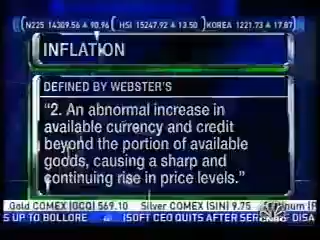 N225 14309.56 ▲ 90.96 HSI 15247.92 ▲ 13.50 KOREA 1221.73 ▲ 17.87
INFLATION
DEFINED BY WEBSTER'S
"2. An abnormal increase in
available currency and credit
beyond the portion of available
goods, causing a sharp and
continuing rise in price levels."
Gold COMEX (GCQ) 569.10 Silver COMEX (SIN) 9.75
S UP TO BOLLORE ISOFT CEO QUITS AFTER